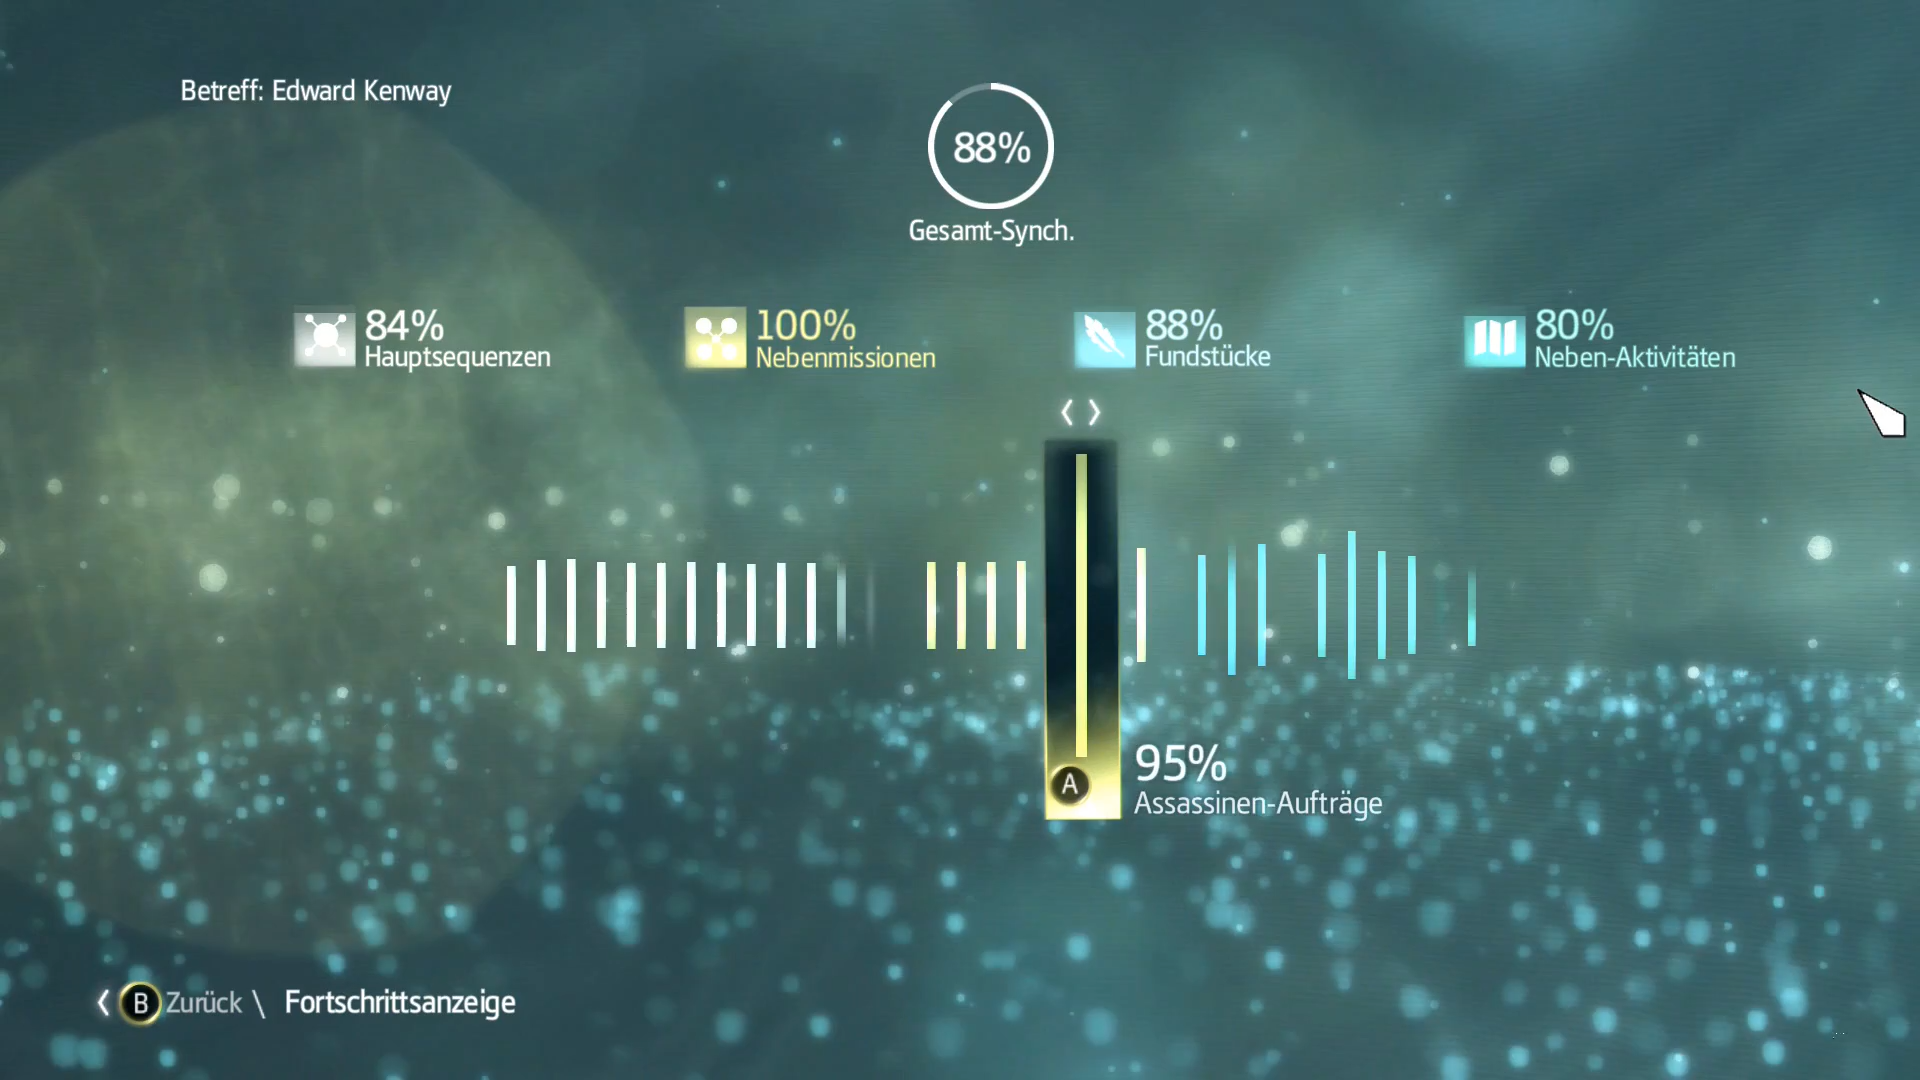 Betreff: Edward Kenway
88%
Gesamt-Synch.
84%
Hauptsequenzen
100%
Nebenmissionen
88%
Fundstücke
80%
Neben-Aktivitäten
A
95%
Assassinen-Aufträge
B Zurück \ Fortschrittsanzeige